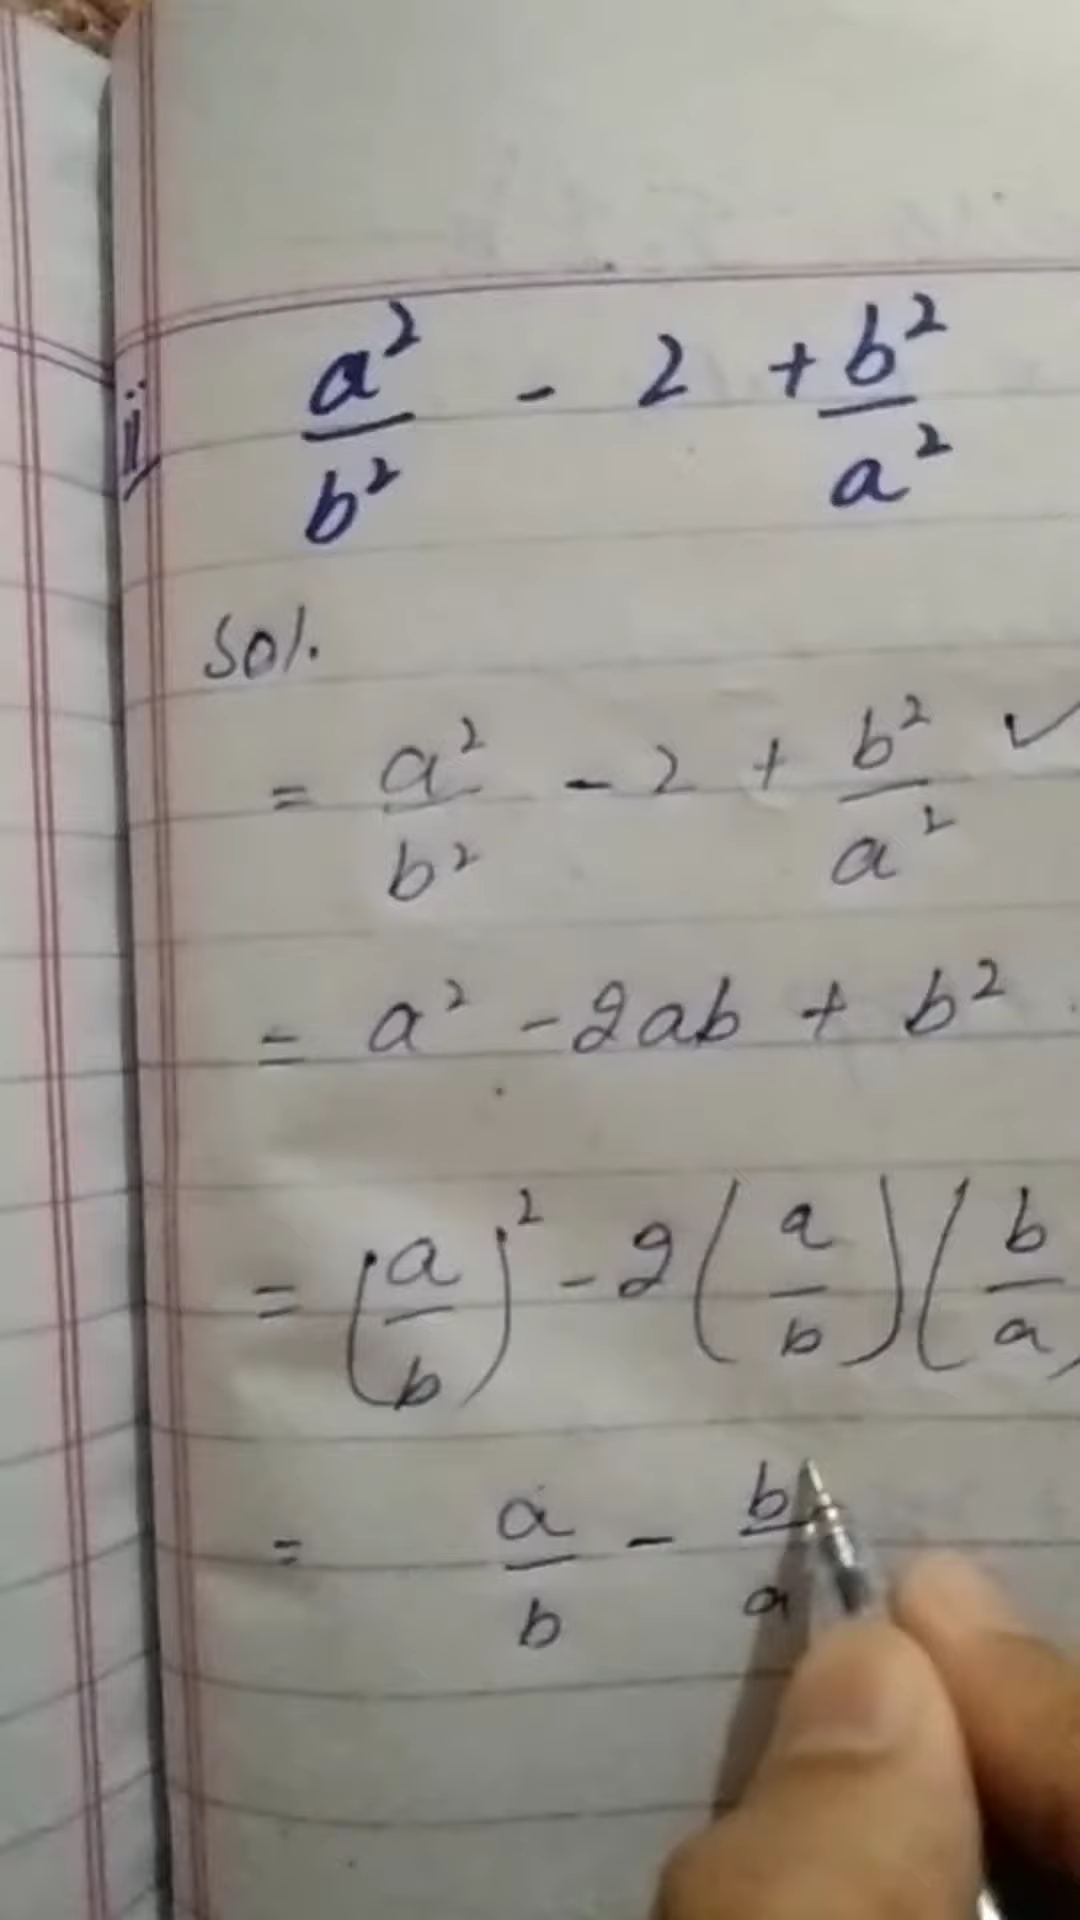 ii a²/b² - 2 + b²/a²
Sol.
= a²/b² - 2 + b²/a² ✓
= a² - 2ab + b²
= (a/b)² - 2(a/b)(b/a)
= a/b - b/a